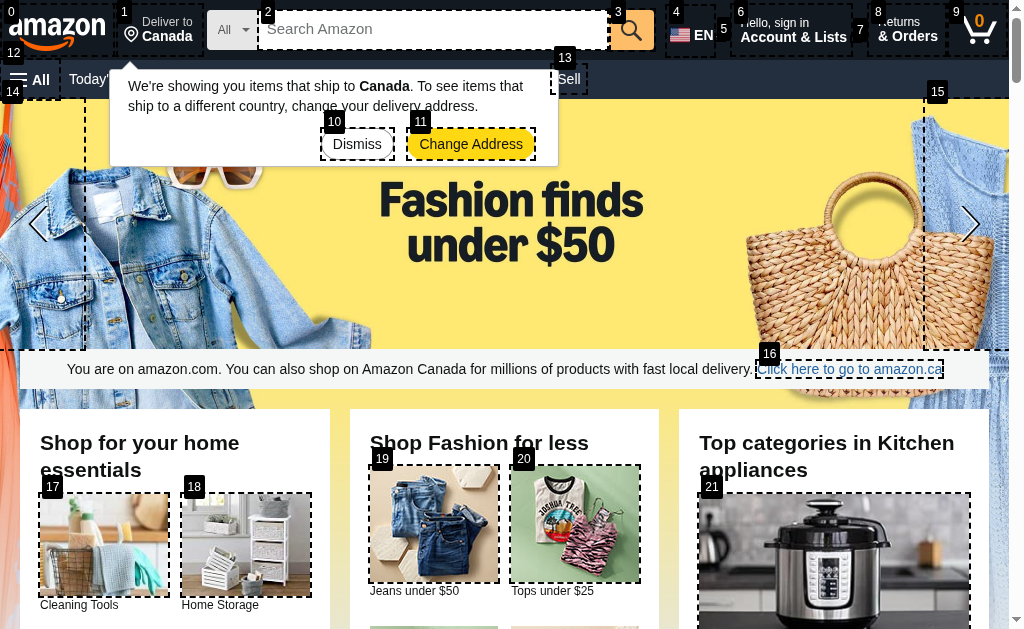 0
1
2
3
4
5
6
7
8
9
amazon
Deliver to
Canada
All
Search Amazon
EN
Hello, sign in
Account & Lists
Returns
& Orders
0
12
13
All
Today'
Sell
14
15
We're showing you items that ship to Canada. To see items that
ship to a different country, change your delivery address.
10
11
Dismiss
Change Address
Fashion finds
under $50
16
You are on amazon.com. You can also shop on Amazon Canada for millions of products with fast local delivery. Click here to go to amazon.ca
Shop for your home
essentials
17
18
Cleaning Tools
Home Storage
Shop Fashion for less
19
20
JOSHUA TREE
Jeans under $50
Tops under $25
Top categories in Kitchen
appliances
21